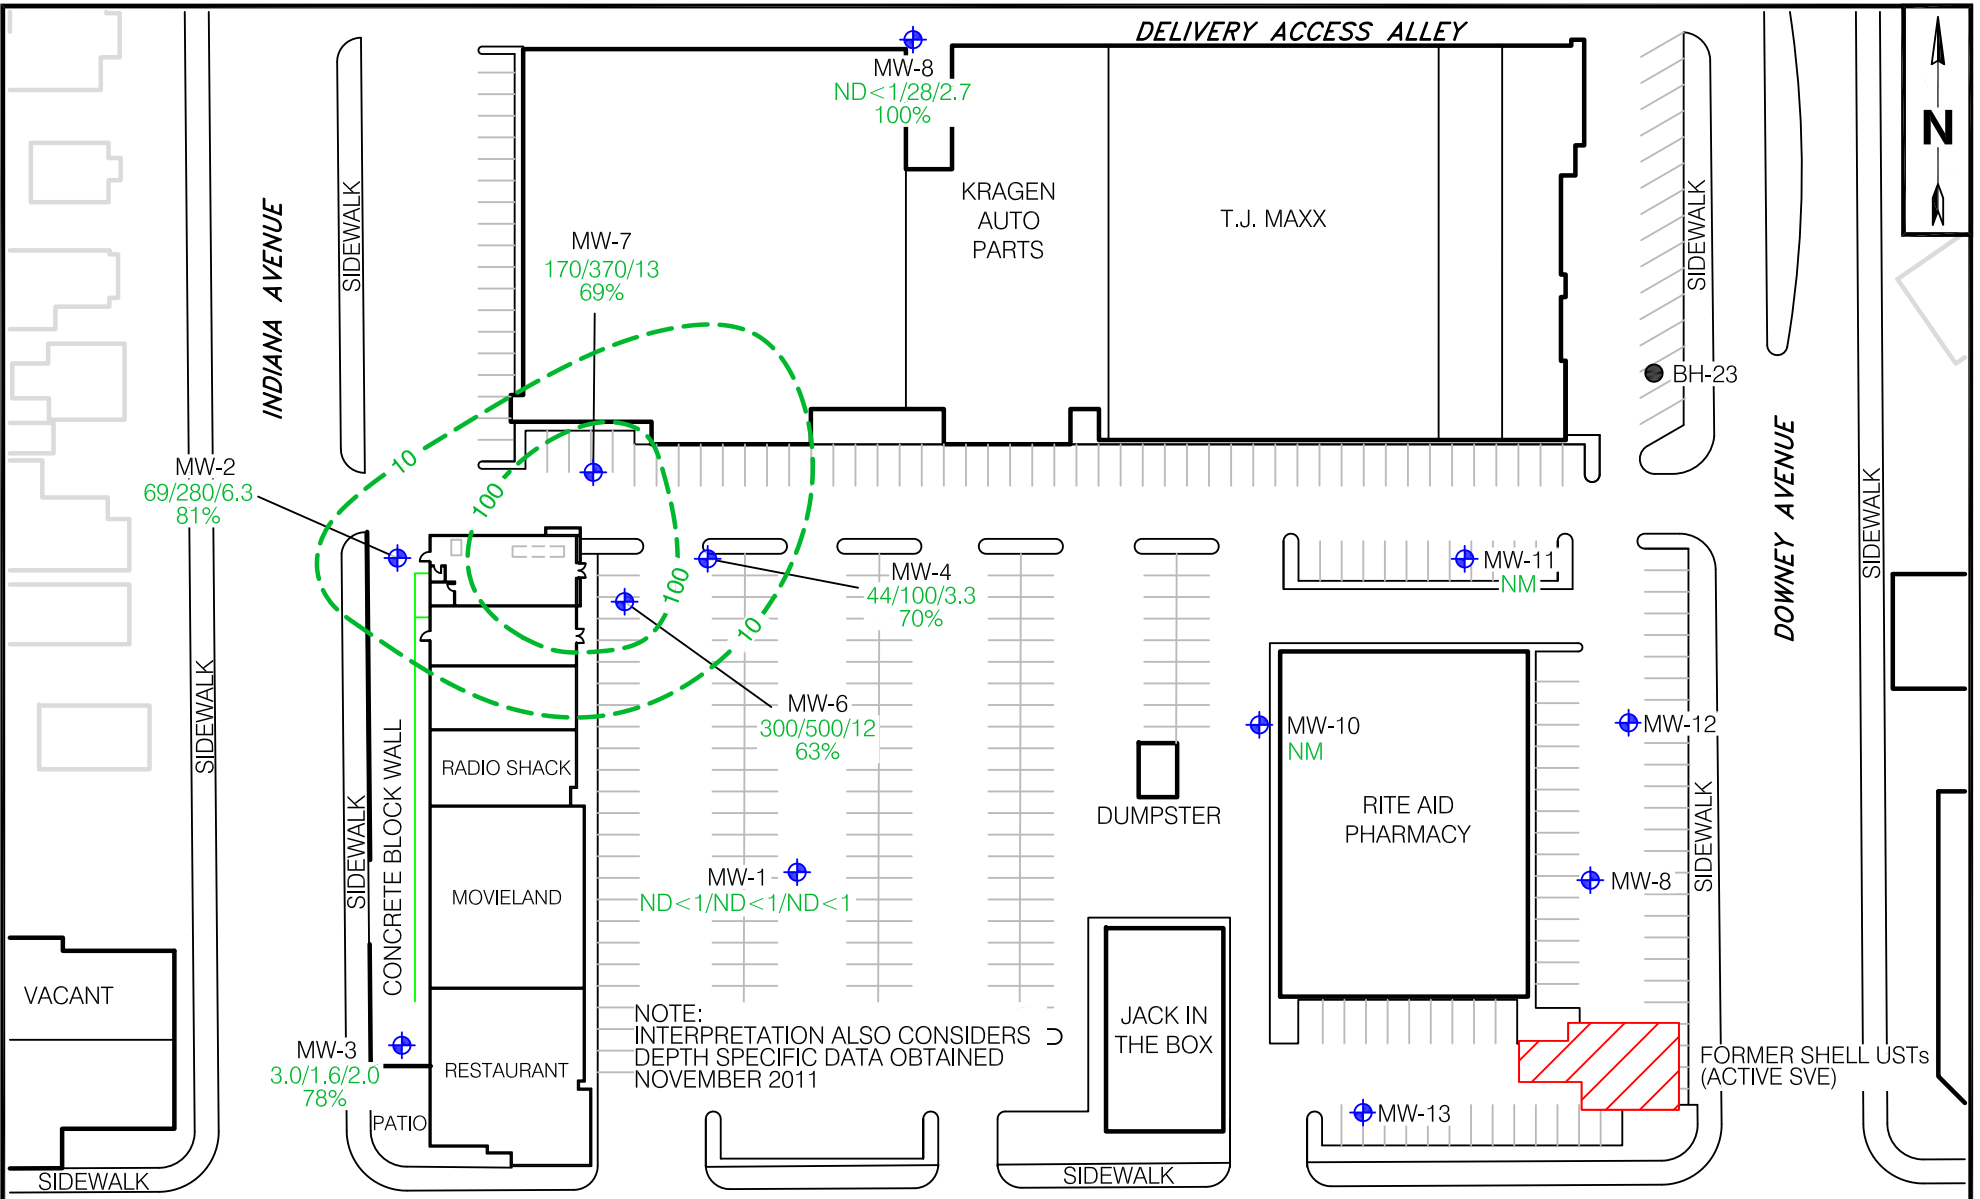 DELIVERY ACCESS ALLEY
N
MW-8
ND<1/28/2.7
100%
KRAGEN
AUTO
PARTS
T.J. MAXX
SIDEWALK
SIDEWALK
INDIANA AVENUE
MW-7
170/370/13
69%
BH-23
10
100
MW-2
69/280/6.3
81%
DOWNEY AVENUE
SIDEWALK
MW-4
44/100/3.3
70%
100
10
MW-11
NM
MW-6
300/500/12
63%
MW-10
NM
MW-12
SIDEWALK
CONCRETE BLOCK WALL
RADIO SHACK
DUMPSTER
RITE AID
PHARMACY
SIDEWALK
SIDEWALK
MW-1
ND<1/ND<1/ND<1
MW-8
MOVIELAND
VACANT
NOTE:
INTERPRETATION ALSO CONSIDERS
DEPTH SPECIFIC DATA OBTAINED
NOVEMBER 2011
JACK IN
THE BOX
MW-3
3.0/1.6/2.0
78%
RESTAURANT
FORMER SHELL USTs
(ACTIVE SVE)
PATIO
MW-13
SIDEWALK
SIDEWALK